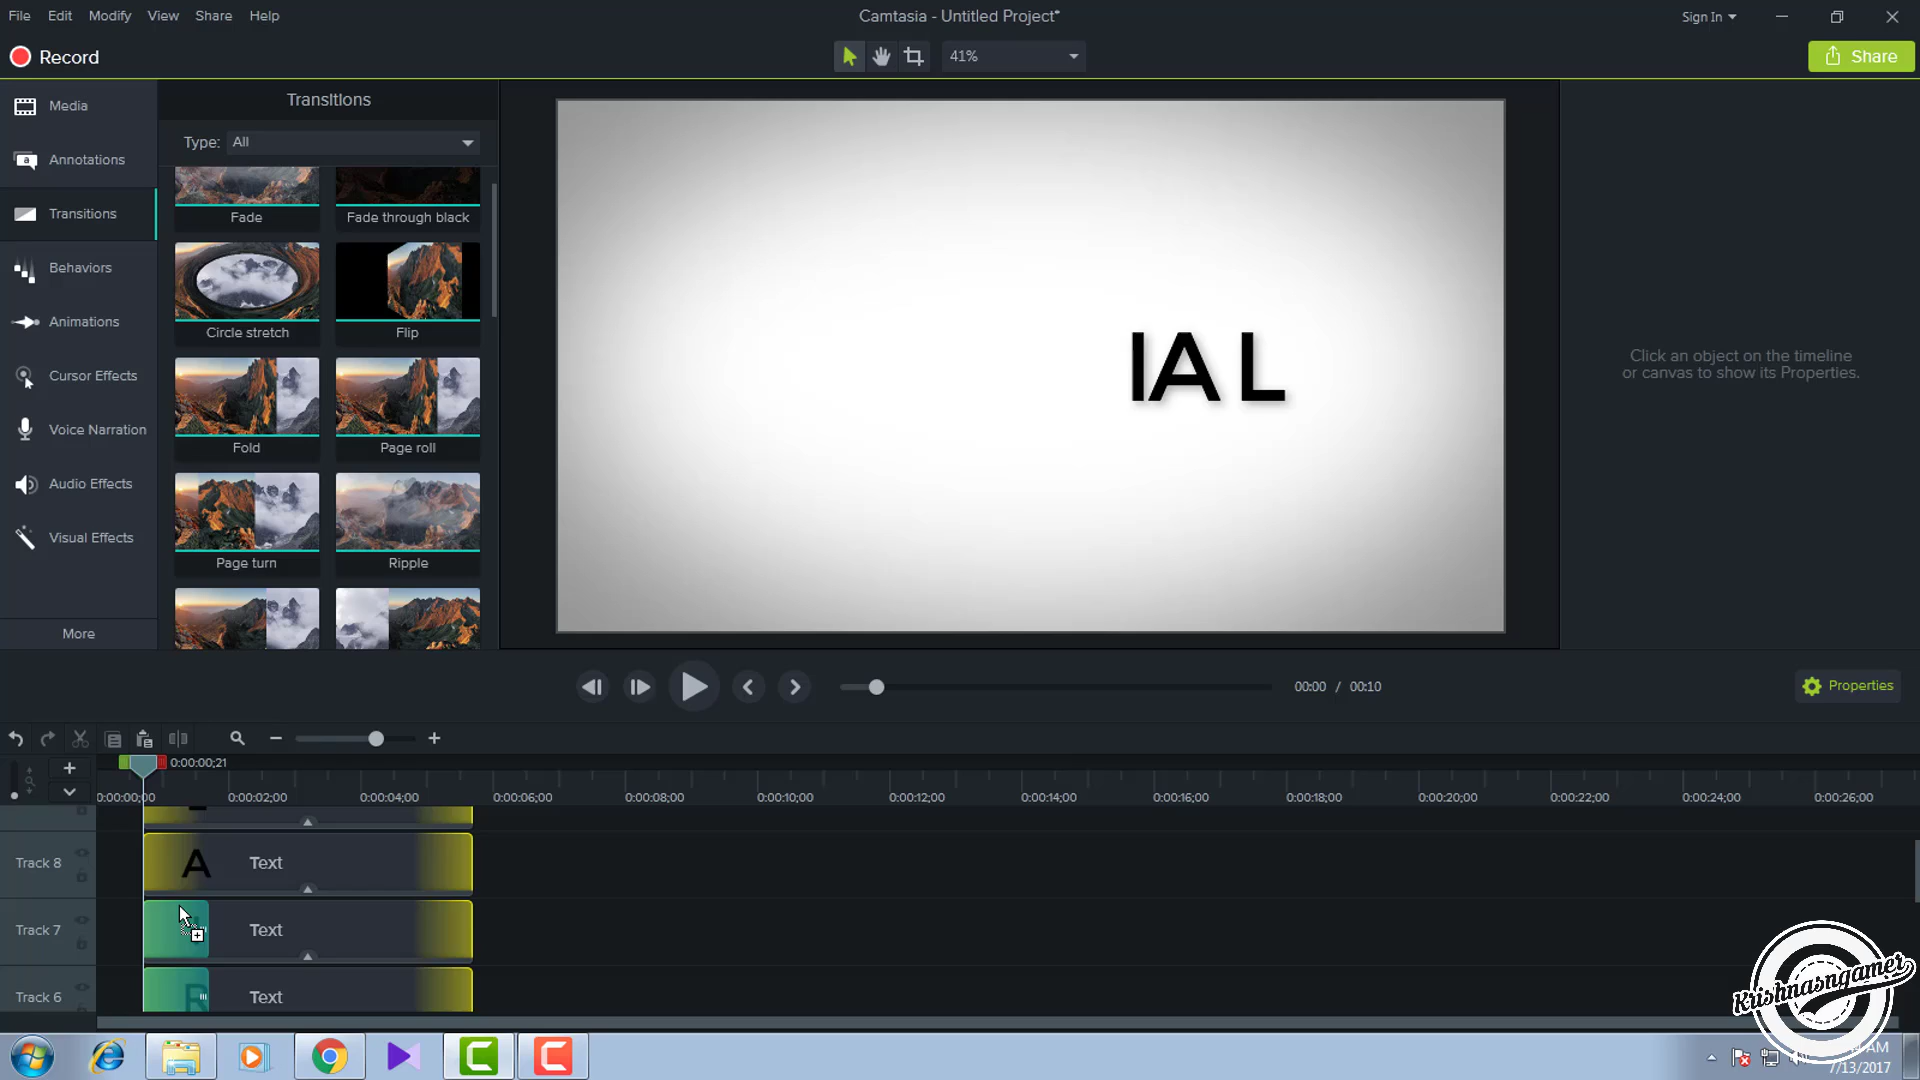 File Edit Modify View Share Help
Camtasia - Untitled Project*
Sign In
Record
41%
Share
Media
Annotations
Transitions
Behaviors
Animations
Cursor Effects
Voice Narration
Audio Effects
Visual Effects
More
Transitions
Type: All
Fade
Fade through black
Circle stretch
Flip
Fold
Page roll
Page turn
Ripple
IA L
Click an object on the timeline
or canvas to show its Properties.
00:00 / 00:10
Properties
0:00:00;21
0:00:00;00 0:00:02;00 0:00:04;00 0:00:06;00 0:00:08;00 0:00:10;00 0:00:12;00 0:00:14;00 0:00:16;00 0:00:18;00 0:00:20;00 0:00:22;00 0:00:24;00 0:00:26;00
Track 8
A Text
Track 7
Text
Track 6
R Text
Krishnasngamer
AM
7/13/2017